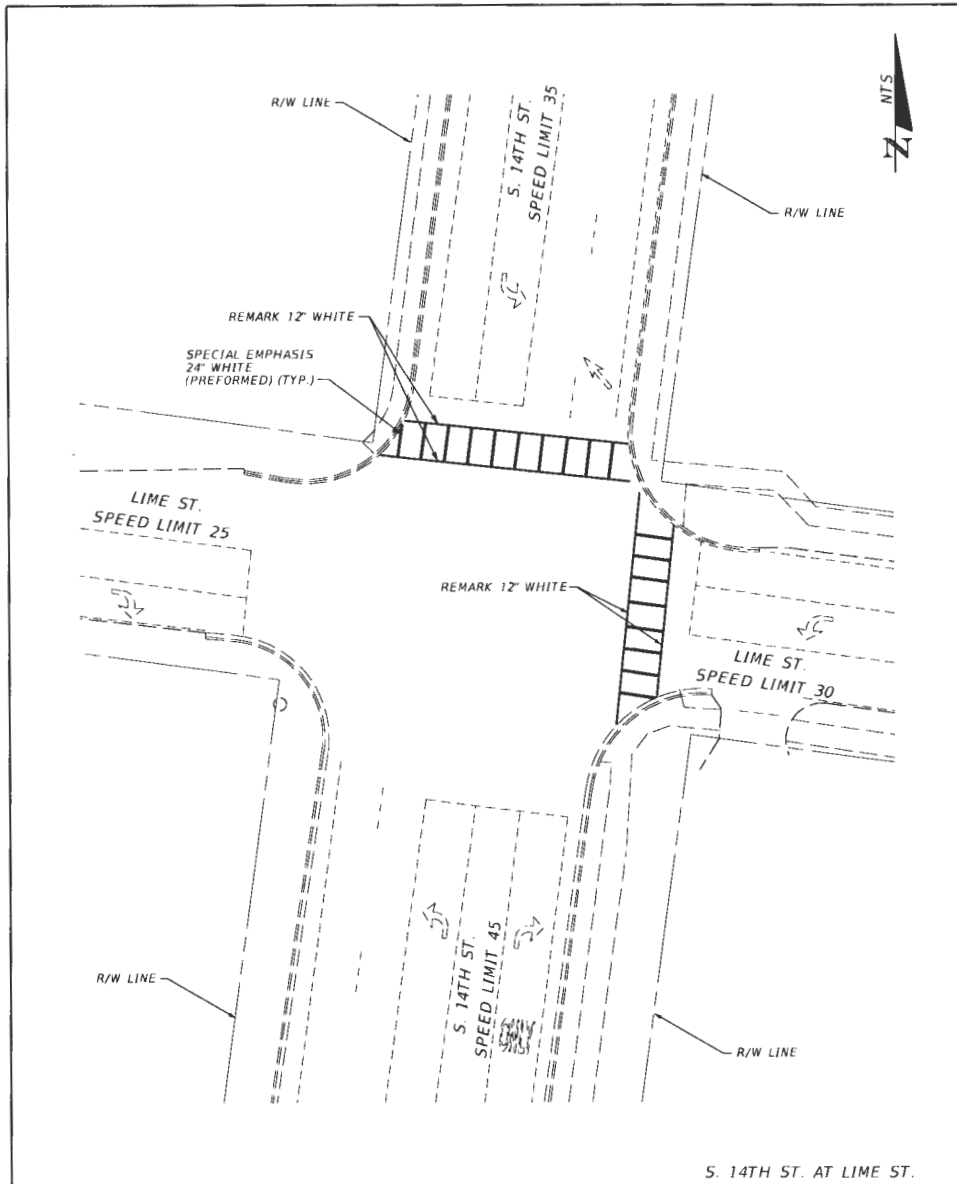 R/W LINE
S. 14TH ST.
SPEED LIMIT 35
NTS
N
R/W LINE
REMARK 12" WHITE
SPECIAL EMPHASIS
24" WHITE
(PREFORMED) (TYP.)
LIME ST.
SPEED LIMIT 25
REMARK 12" WHITE
LIME ST.
SPEED LIMIT 30
S. 14TH ST.
SPEED LIMIT 45
R/W LINE
R/W LINE
S. 14TH ST. AT LIME ST.